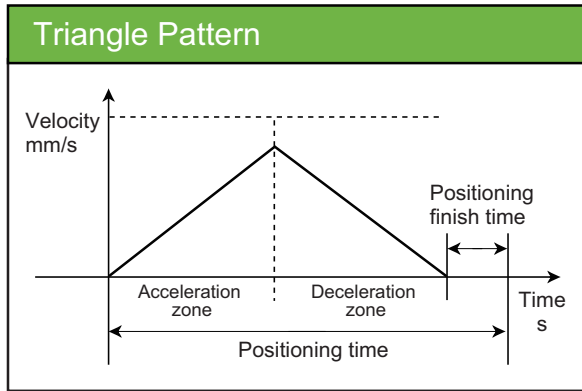 Triangle Pattern
Velocity
mm/s
Positioning
finish time
Acceleration
zone
Deceleration
zone
Time
s
Positioning time